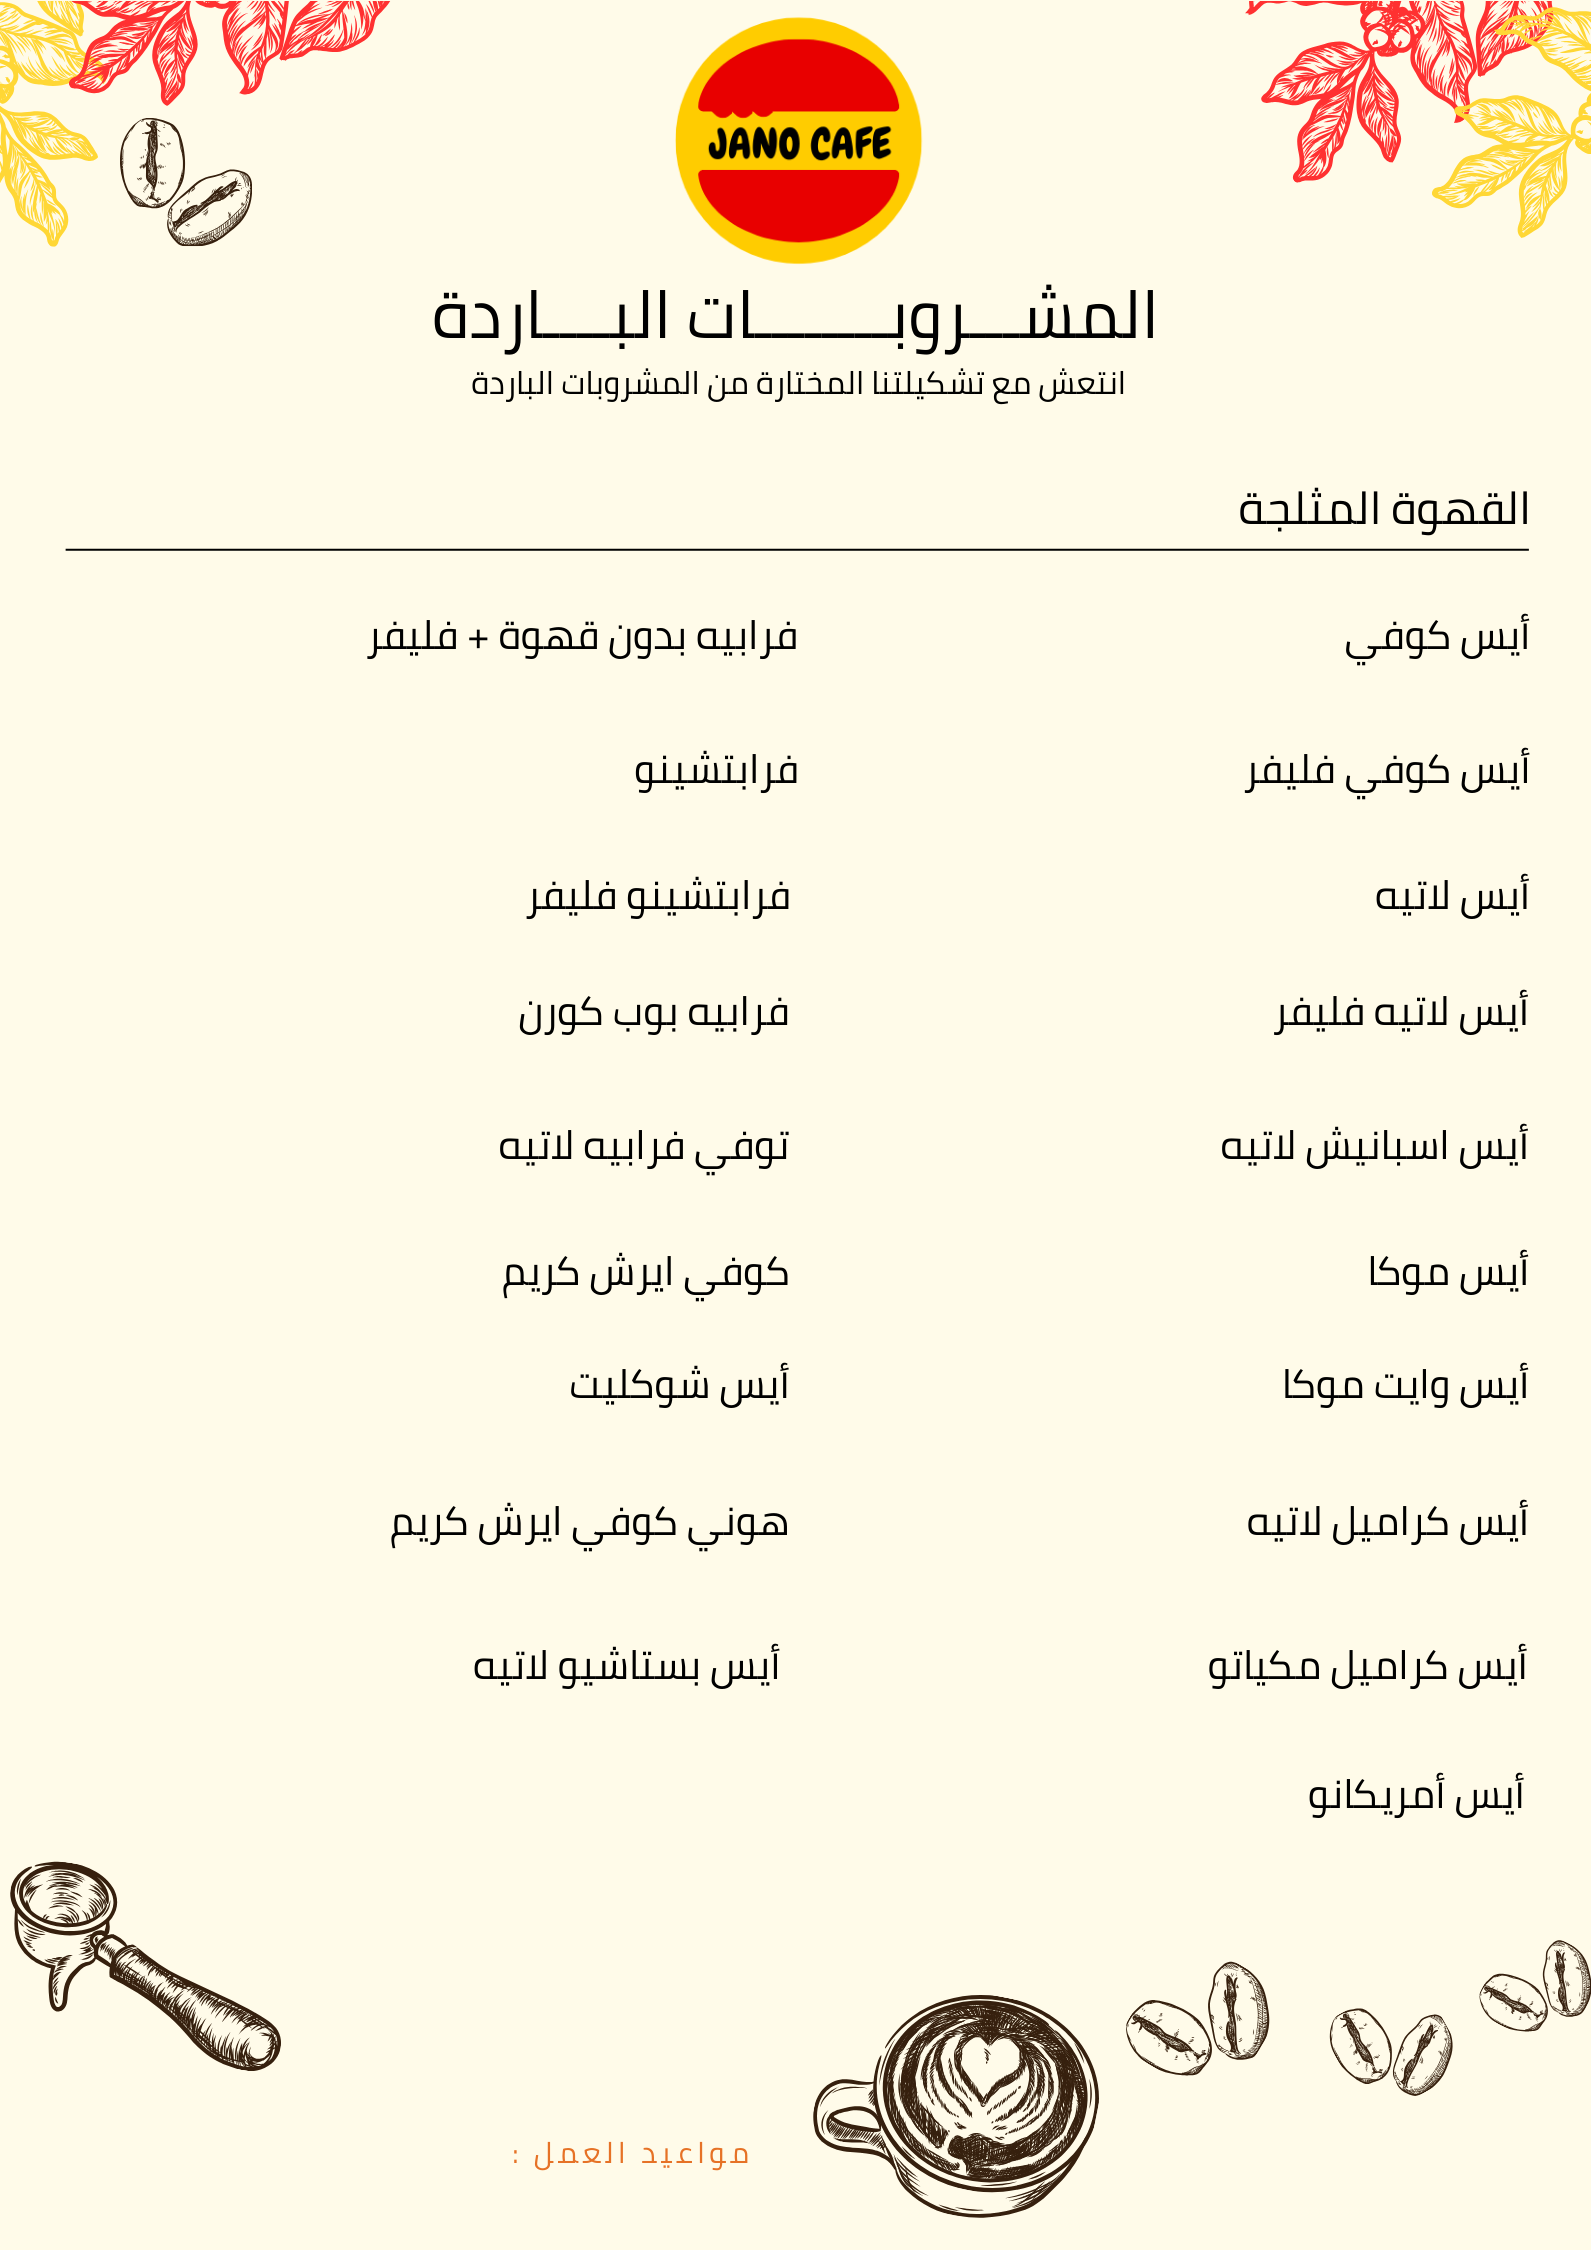 JANO CAFE
المشـــروبـــــــات البــــاردة
انتعش مع تشكيلتنا المختارة من المشروبات الباردة
القهوة المثلجة
أيس كوفي
أيس كوفي فليفر
أيس لاتيه
أيس لاتيه فليفر
أيس اسبانيش لاتيه
أيس موكا
أيس وايت موكا
أيس كراميل لاتيه
أيس كراميل مكياتو
أيس أمريكانو
فرابيه بدون قهوة + فليفر
فرابتشينو
فرابتشينو فليفر
فرابيه بوب كورن
توفي فرابيه لاتيه
كوفي ايرش كريم
أيس شوكليت
هوني كوفي ايرش كريم
أيس بستاشيو لاتيه
مواعيد العمل :